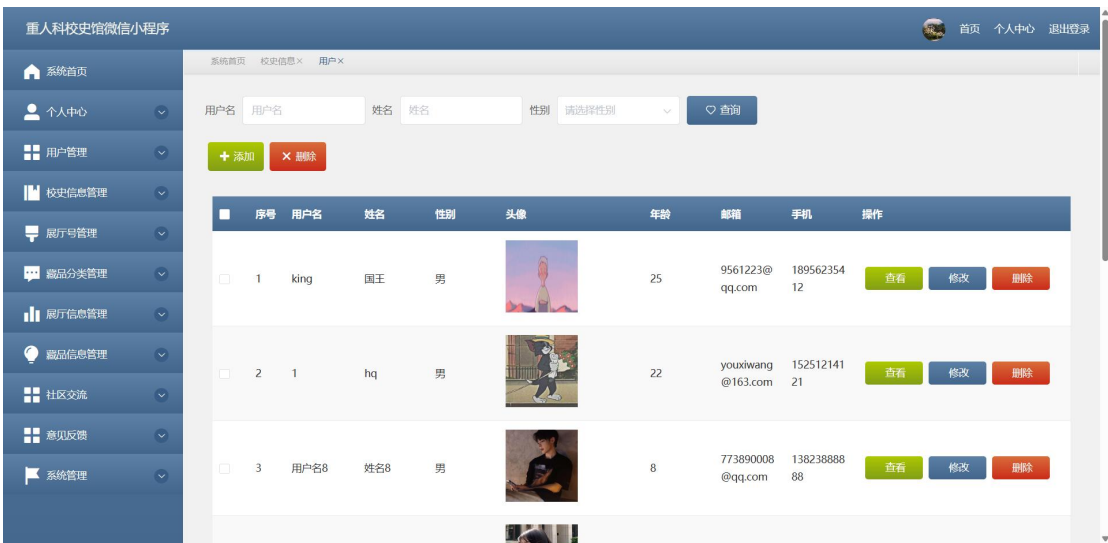 重人科校史馆微信小程序 首页 个人中心 退出登录
系统首页
个人中心
用户管理
校史信息管理
展厅号管理
藏品分类管理
展厅信息管理
藏品信息管理
社区交流
意见反馈
系统管理
系统首页 校史信息× 用户×
用户名 用户名 姓名 姓名 性别 请选择性别 查询
添加 删除
序号 用户名 姓名 性别 头像 年龄 邮箱 手机 操作
1 king 国王 男 25 9561223@ 189562354 查看 修改 删除
qq.com 12
2 1 hq 男 22 youxiwang 152512141 查看 修改 删除
@163.com 21
3 用户名8 姓名8 男 8 773890008 138238888 查看 修改 删除
@qq.com 88